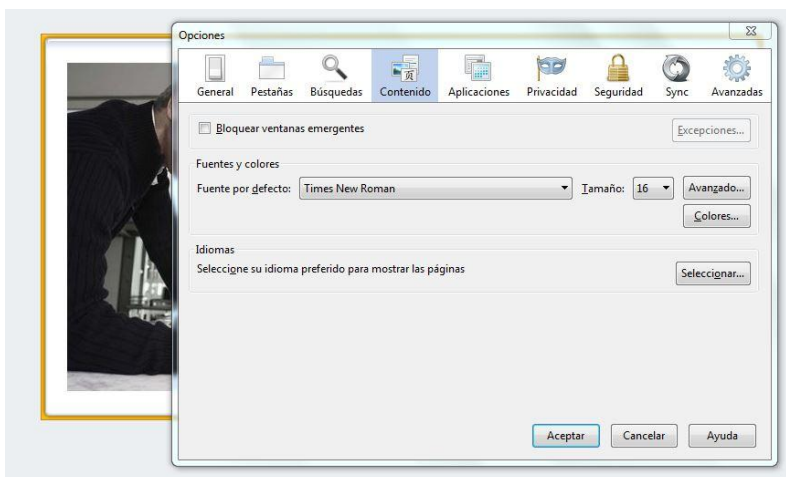 Opciones
General Pestañas Búsquedas Contenido Aplicaciones Privacidad Seguridad Sync Avanzadas
Bloquear ventanas emergentes Excepciones...
Fuentes y colores
Fuente por defecto: Times New Roman Tamaño: 16 Avanzado...
Colores...
Idiomas
Seleccione su idioma preferido para mostrar las páginas Seleccionar...
Aceptar Cancelar Ayuda